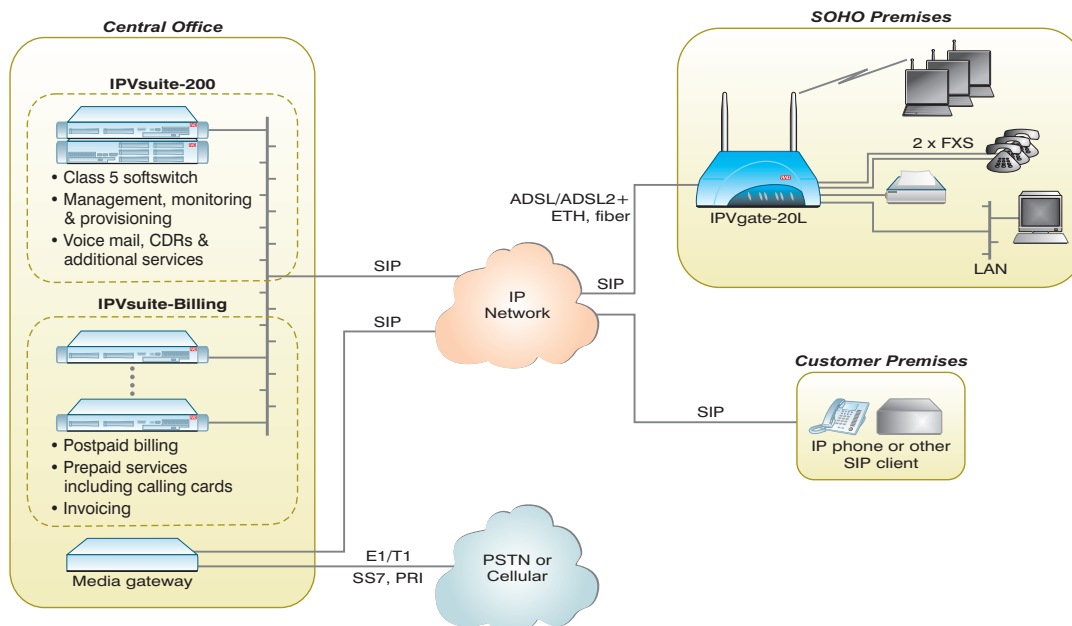 Central Office
IPVsuite-200
• Class 5 softswitch
• Management, monitoring
& provisioning
• Voice mail, CDRs &
additional services
IPVsuite-Billing
• Postpaid billing
• Prepaid services
including calling cards
• Invoicing
Media gateway
SIP
SIP
E1/T1
SS7, PRI
IP
Network
PSTN or
Cellular
ADSL/ADSL2+
ETH, fiber
SIP
SIP
SOHO Premises
2 x FXS
IPVgate-20L
LAN
Customer Premises
IP phone or other
SIP client